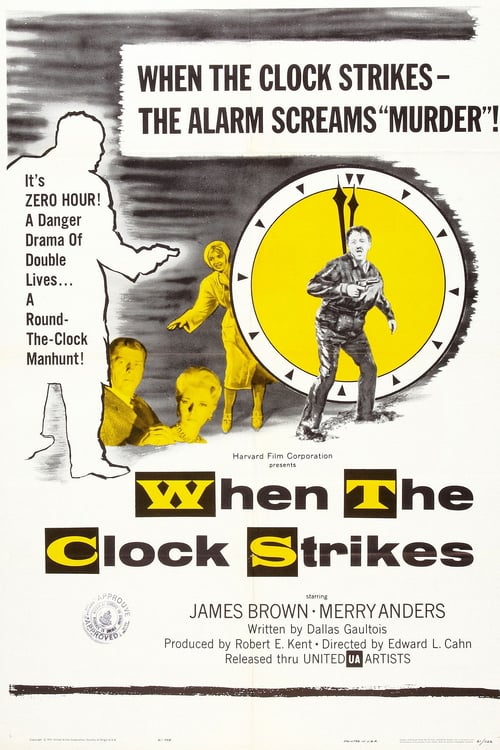 WHEN THE CLOCK STRIKES –
THE ALARM SCREAMS “MURDER”!
It's
ZERO HOUR!
A Danger
Drama Of
Double
Lives...
A
Round-
The-Clock
Manhunt!
Harvard Film Corporation
presents
When The
Clock Strikes
starring
JAMES BROWN · MERRY ANDERS
Written by Dallas Gaultois
Produced by Robert E. Kent · Directed by Edward L. Cahn
Released thru UNITED UA ARTISTS
APPROUVÉ
APPROVED